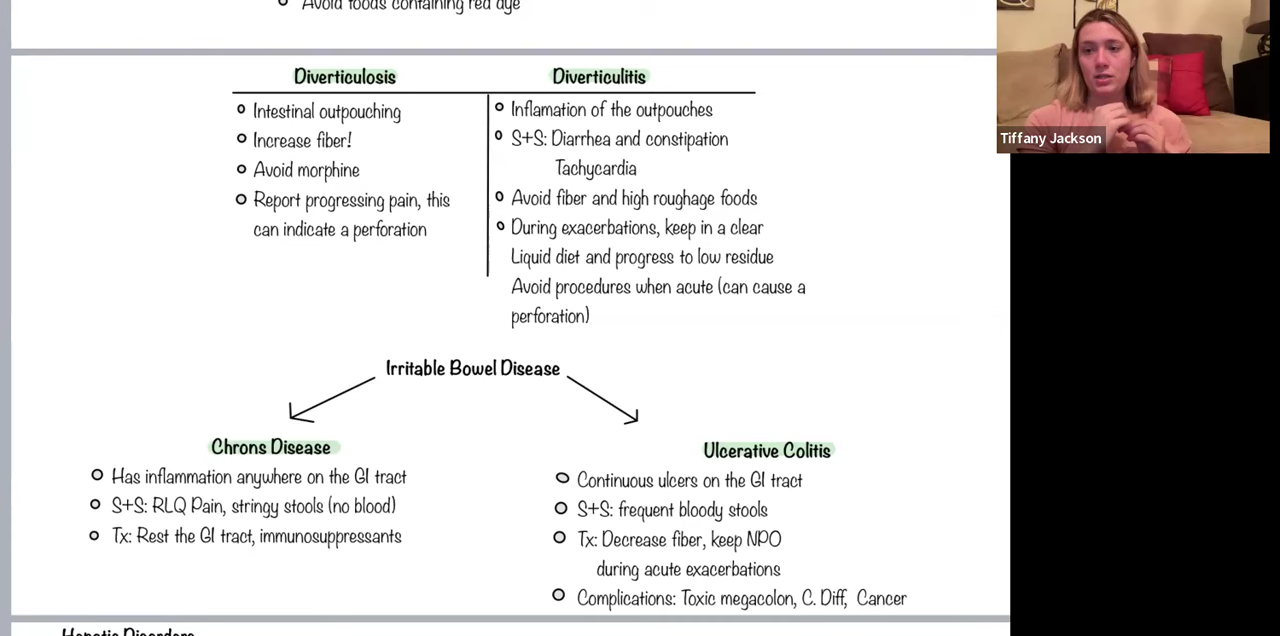 Avoid foods containing red dye
Diverticulosis
Intestinal outpouching
Increase fiber!
Avoid morphine
Report progressing pain, this
can indicate a perforation
Diverticulitis
Inflamation of the outpouches
S+S: Diarrhea and constipation
Tachycardia
Avoid fiber and high roughage foods
During exacerbations, keep in a clear
Liquid diet and progress to low residue
Avoid procedures when acute (can cause a
perforation)
Irritable Bowel Disease
Chrons Disease
Has inflammation anywhere on the GI tract
S+S: RLQ Pain, stringy stools (no blood)
Tx: Rest the GI tract, immunosuppressants
Ulcerative Colitis
Continuous ulcers on the GI tract
S+S: frequent bloody stools
Tx: Decrease fiber, keep NPO
during acute exacerbations
Complications: Toxic megacolon, C. Diff, Cancer
Hepatic Disorders
Tiffany Jackson